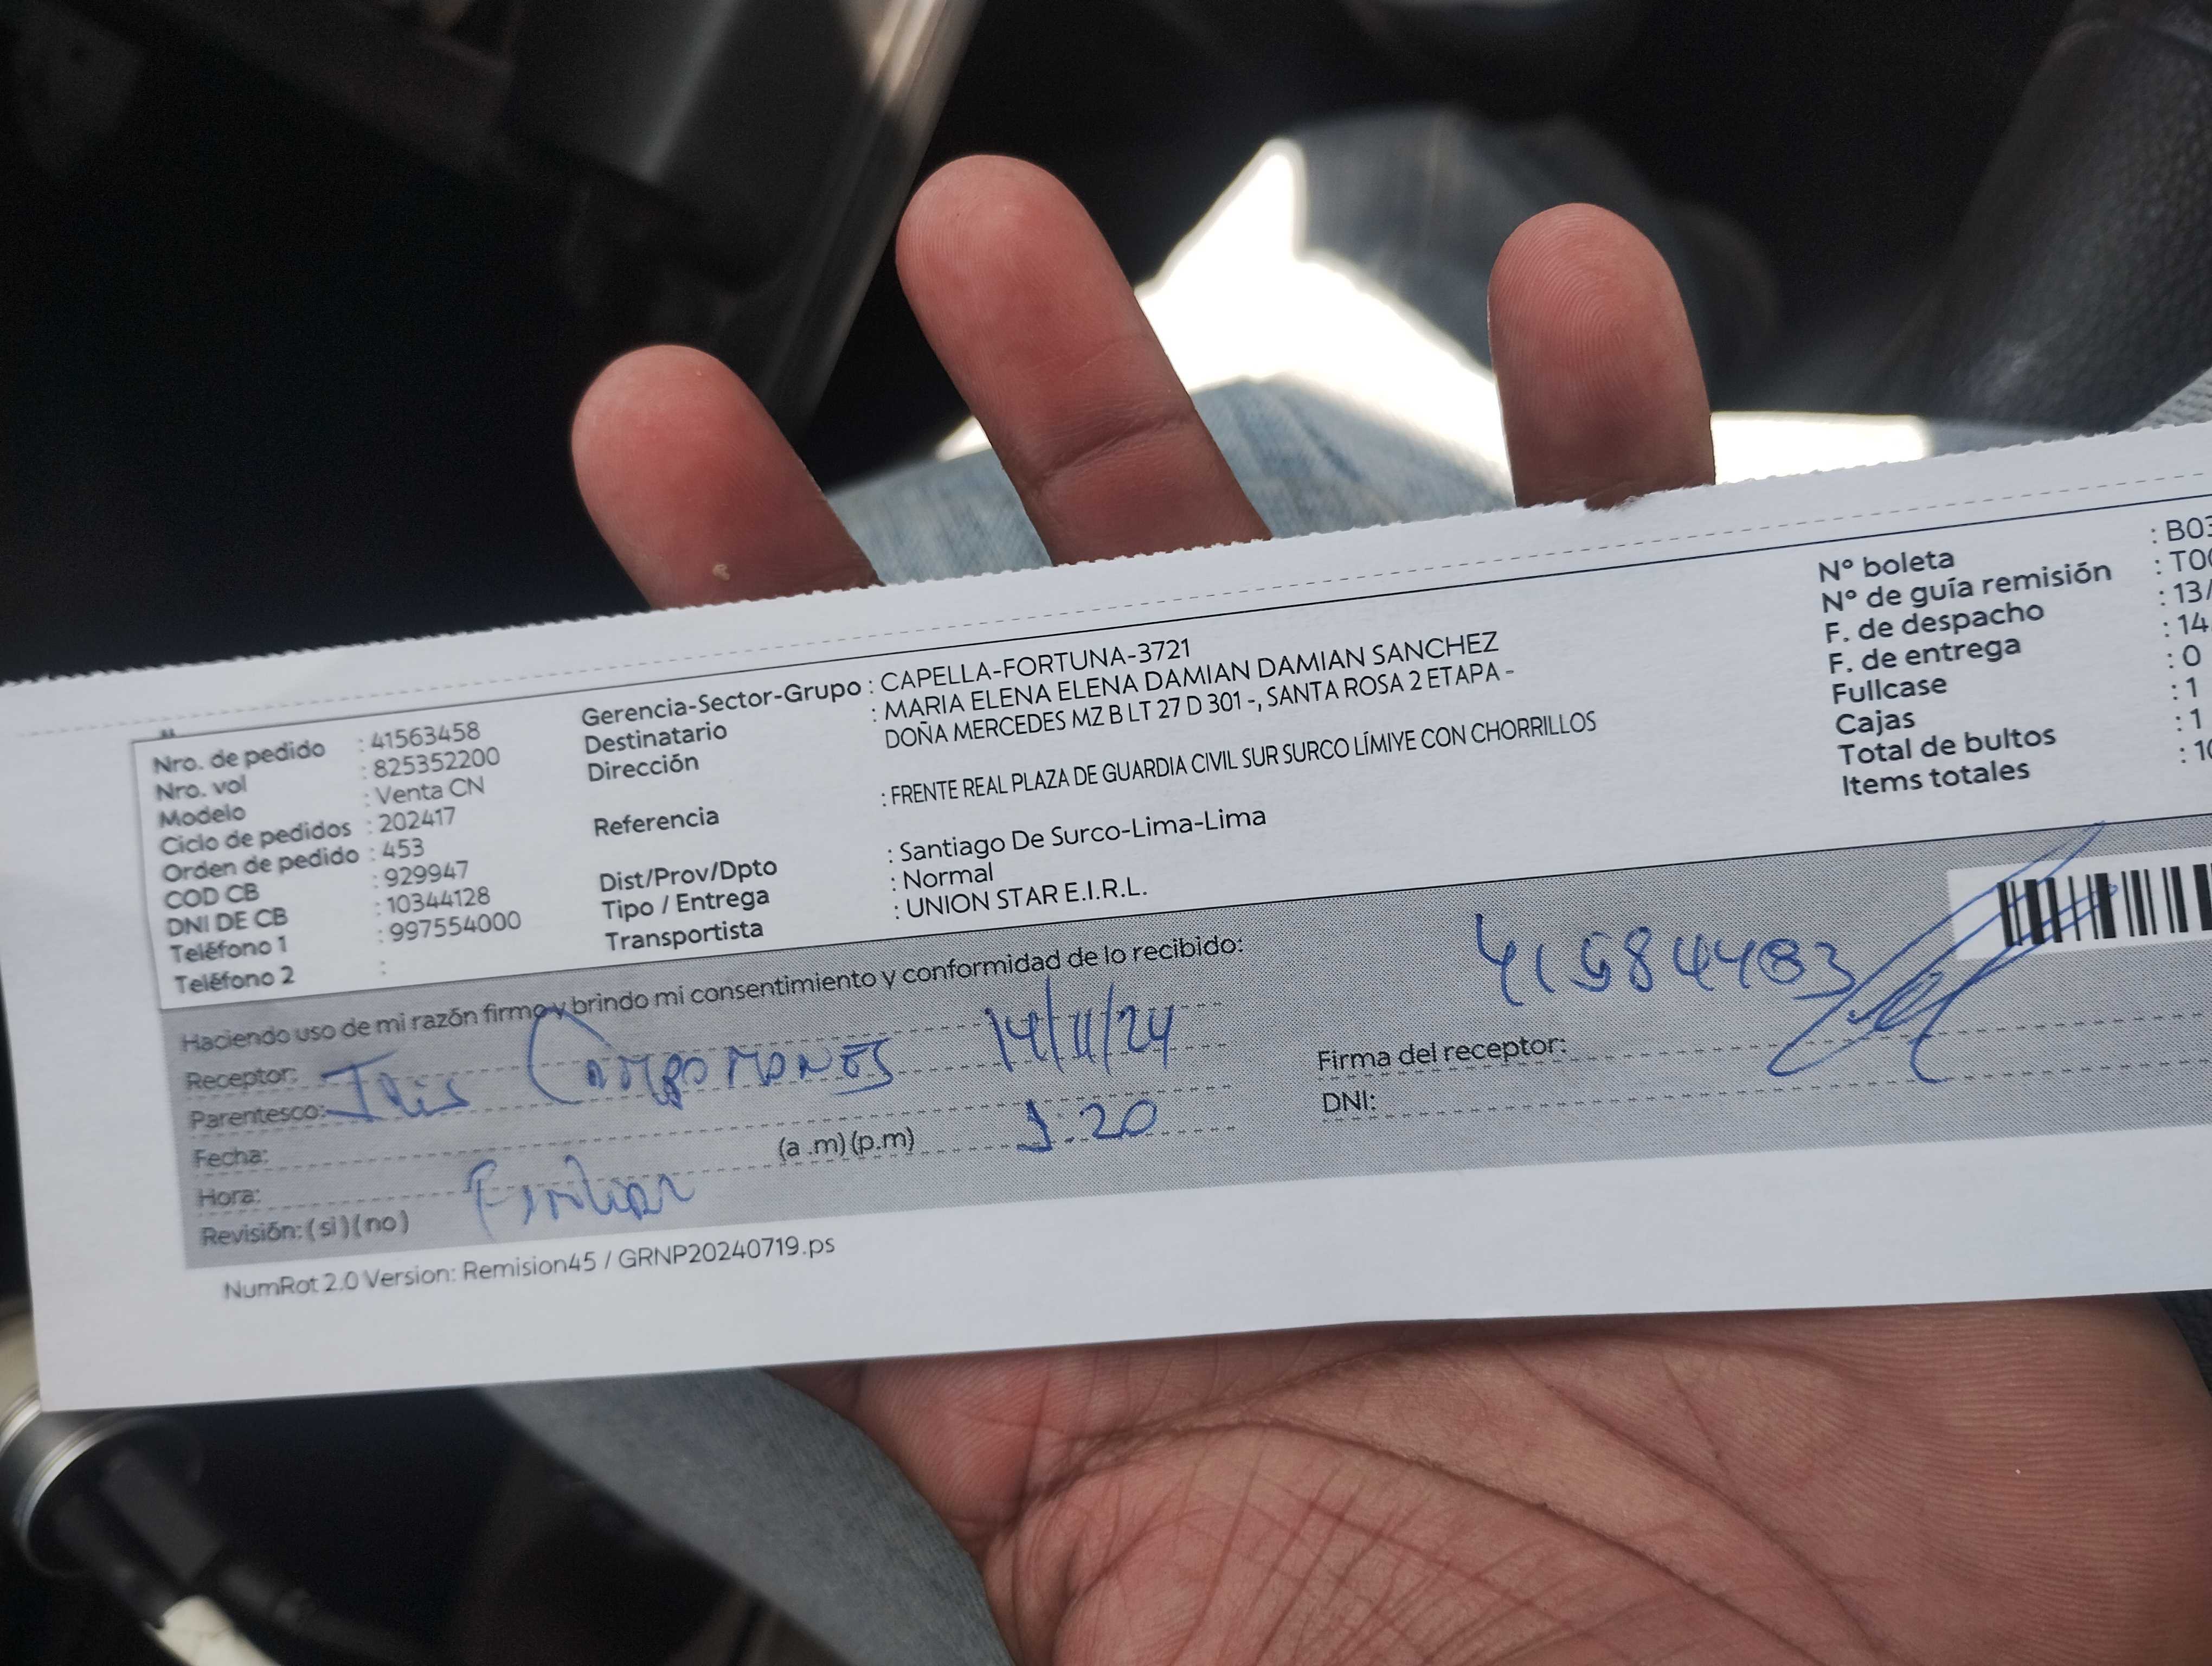 Nro. de pedido : 41563458
Nro. vol : 825352200
Modelo : Venta CN
Ciclo de pedidos : 202417
Orden de pedido : 453
COD CB : 929947
DNI DE CB : 10344128
Teléfono 1 : 997554000
Teléfono 2 :
Gerencia-Sector-Grupo : CAPELLA-FORTUNA-3721
Destinatario : MARIA ELENA ELENA DAMIAN DAMIAN SANCHEZ
Dirección DOÑA MERCEDES MZ B LT 27 D 301 -, SANTA ROSA 2 ETAPA -
Referencia : FRENTE REAL PLAZA DE GUARDIA CIVIL SUR SURCO LÍMIYE CON CHORRILLOS
Dist/Prov/Dpto : Santiago De Surco-Lima-Lima
Tipo / Entrega : Normal
Transportista : UNION STAR E.I.R.L.
Nº boleta : B03
Nº de guía remisión : T00
F. de despacho : 13/
F. de entrega : 14
Fullcase : 0
Cajas : 1
Total de bultos : 1
Items totales : 10
Haciendo uso de mi razón firmo y brindo mi consentimiento y conformidad de lo recibido:
Receptor: 14/11/24
Parentesco:
Fecha:
Hora: (a .m)(p.m) 1.20
Revisión: (si)(no)
41584483
Firma del receptor:
DNI:
NumRot 2.0 Version: Remision45 / GRNP20240719.ps